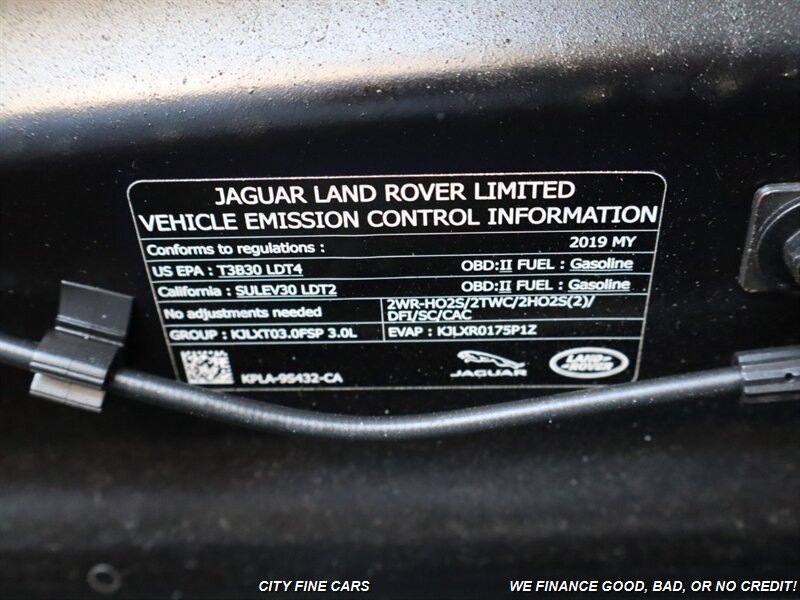 JAGUAR LAND ROVER LIMITED
VEHICLE EMISSION CONTROL INFORMATION
Conforms to regulations : 2019 MY
US EPA : T3B30 LDT4 OBD:II FUEL : Gasoline
California : SULEV30 LDT2 OBD:II FUEL : Gasoline
No adjustments needed 2WR-HO2S/2TWC/2HO2S(2)/
DFI/SC/CAC
GROUP : KJLXT03.0FSP 3.0L EVAP : KJLXR0175P1Z
KPLA-9S432-CA JAGUAR LAND-ROVER
CITY FINE CARS WE FINANCE GOOD, BAD, OR NO CREDIT!